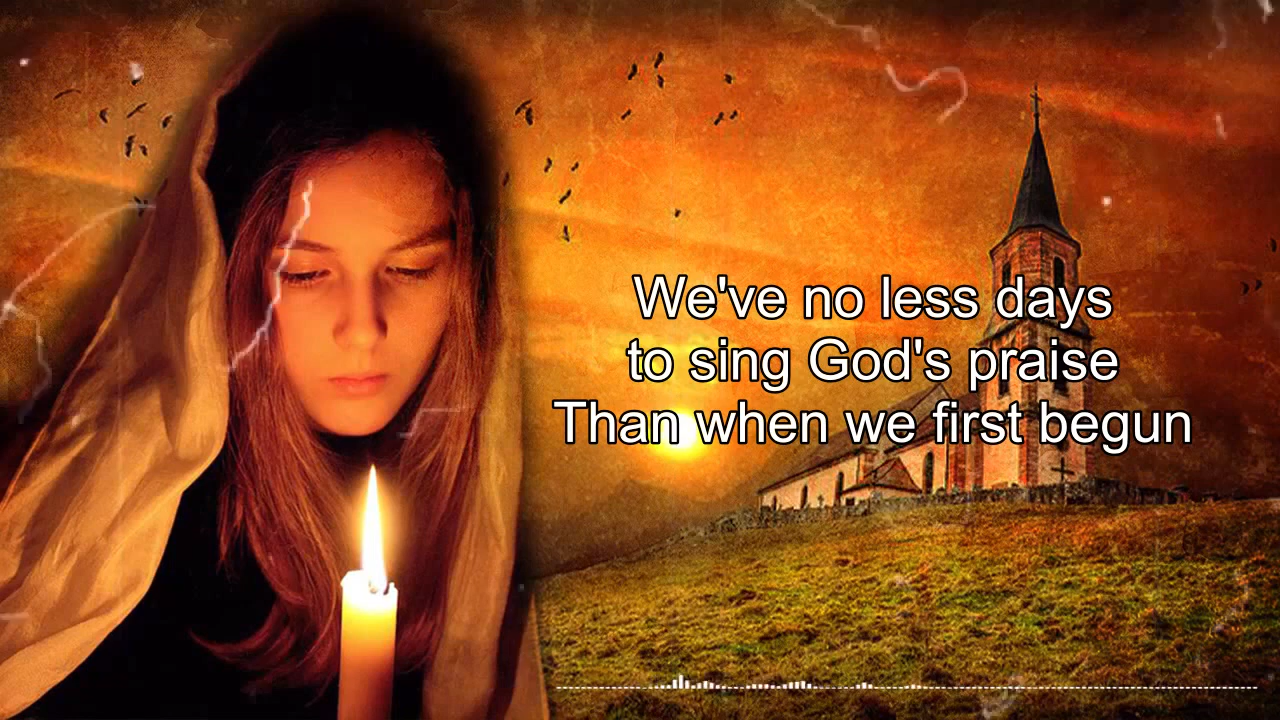 We've no less days
to sing God's praise
Than when we first begun